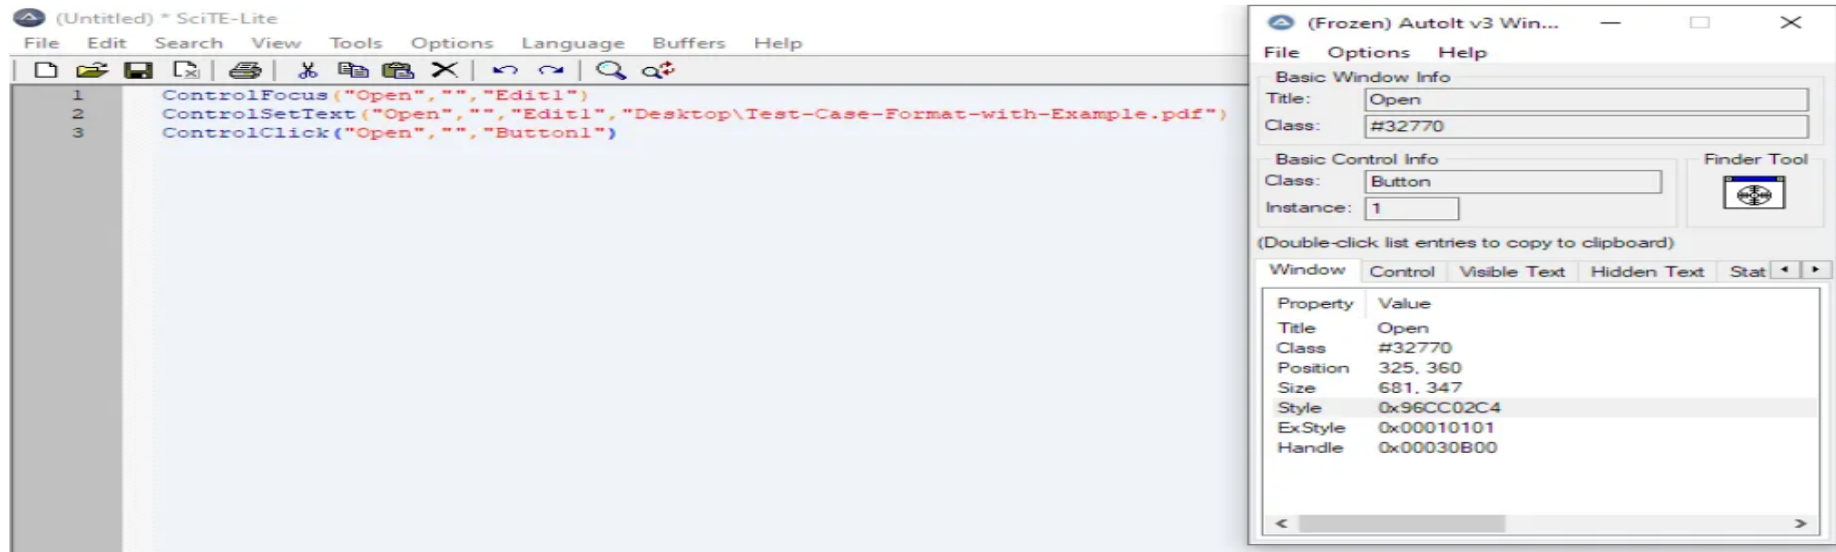 (Untitled) * SciTE-Lite
File Edit Search View Tools Options Language Buffers Help
1 ControlFocus("Open","","Edit1")
2 ControlSetText("Open","","Edit1","Desktop\Test-Case-Format-with-Example.pdf")
3 ControlClick("Open","","Button1")
(Frozen) AutoIt v3 Win...
File Options Help
Basic Window Info
Title: Open
Class: #32770
Basic Control Info
Finder Tool
Class: Button
Instance: 1
(Double-click list entries to copy to clipboard)
Window Control Visible Text Hidden Text Stat
Property Value
Title Open
Class #32770
Position 325, 360
Size 681, 347
Style 0x96CC02C4
ExStyle 0x00010101
Handle 0x00030B00